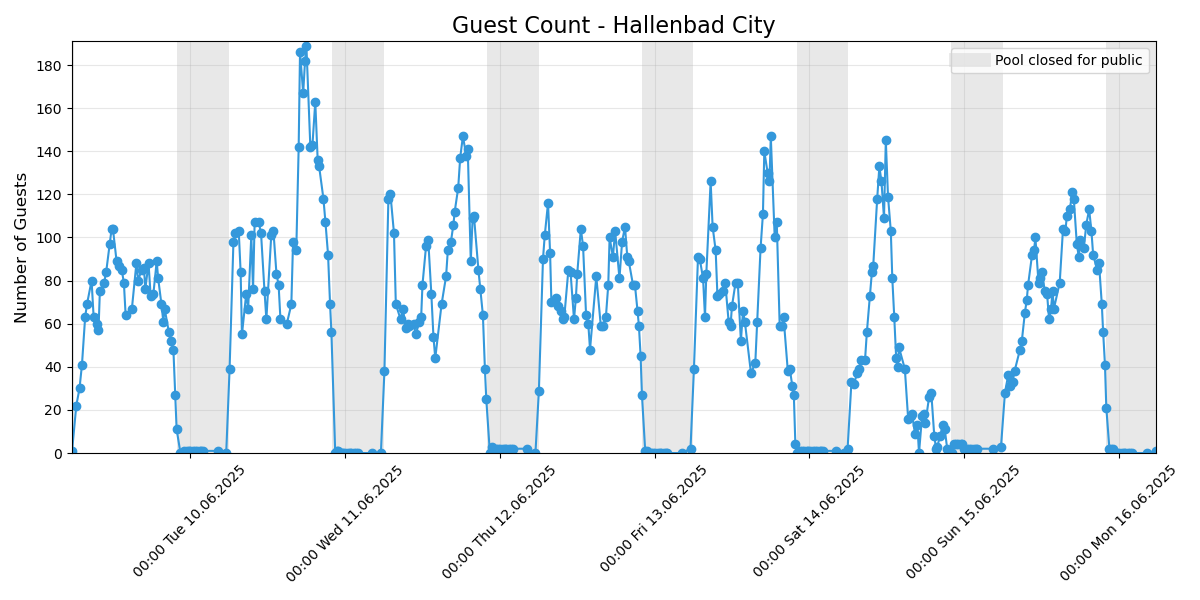 Guest Count - Hallenbad City
Pool closed for public
Number of Guests
180
160
140
120
100
80
60
40
20
0
00:00 Tue 10.06.2025
00:00 Wed 11.06.2025
00:00 Thu 12.06.2025
00:00 Fri 13.06.2025
00:00 Sat 14.06.2025
00:00 Sun 15.06.2025
00:00 Mon 16.06.2025